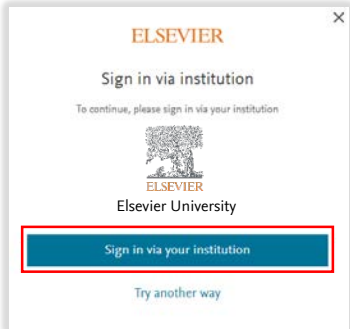 ELSEVIER
Sign in via institution
To continue, please sign in via your institution
ELSEVIER
Elsevier University
Sign in via your institution
Try another way